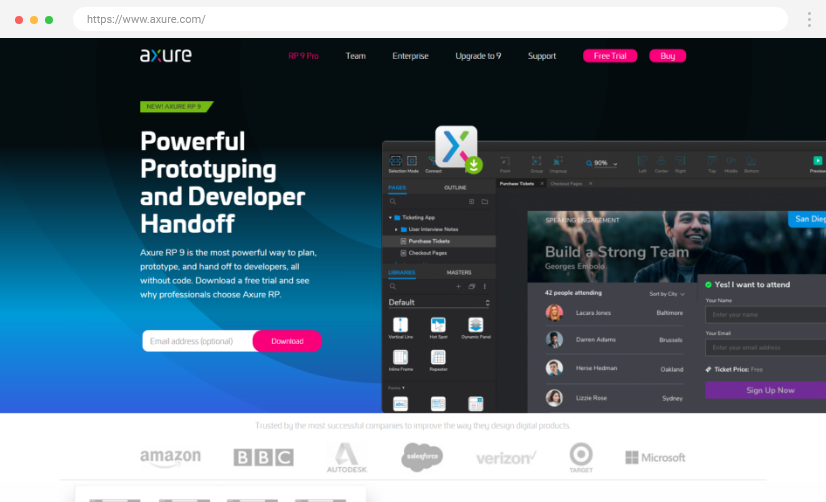 https://www.axure.com/
axure
RP 9 Pro
Team
Enterprise
Upgrade to 9
Support
Free Trial
Buy
NEW! AXURE RP 9
Powerful
Prototyping
and Developer
Handoff
Axure RP 9 is the most powerful way to plan,
prototype, and hand off to developers, all
without code. Download a free trial and see
why professionals choose Axure RP.
Email address (optional)
Download
Selection Mode
Connect
Point
Group
Ungroup
90%
Left
Center
Right
Top
Middle
Bottom
Preview
PAGES
OUTLINE
Purchase Tickets
Checkout Pages
Ticketing App
User Interview Notes
Purchase Tickets
Checkout Pages
LIBRARIES
MASTERS
Default
Vertical Line
Hot Spot
Dynamic Panel
Inline Frame
Repeater
Forms
SPEAKING ENGAGEMENT
San Dieg
Build a Strong Team
Georges Embolo
42 people attending
Sort by City
Lacara Jones
Baltimore
Darren Adams
Brussels
Herse Hedman
Oakland
Lizzie Rose
Sydney
Yes! I want to attend
Your Name
Enter your name
Your Email
Enter your email address
Ticket Price: Free
Sign Up Now
Trusted by the most successful companies to improve the way they design digital products
amazon
BBC
AUTODESK
salesforce
verizon
TARGET
Microsoft